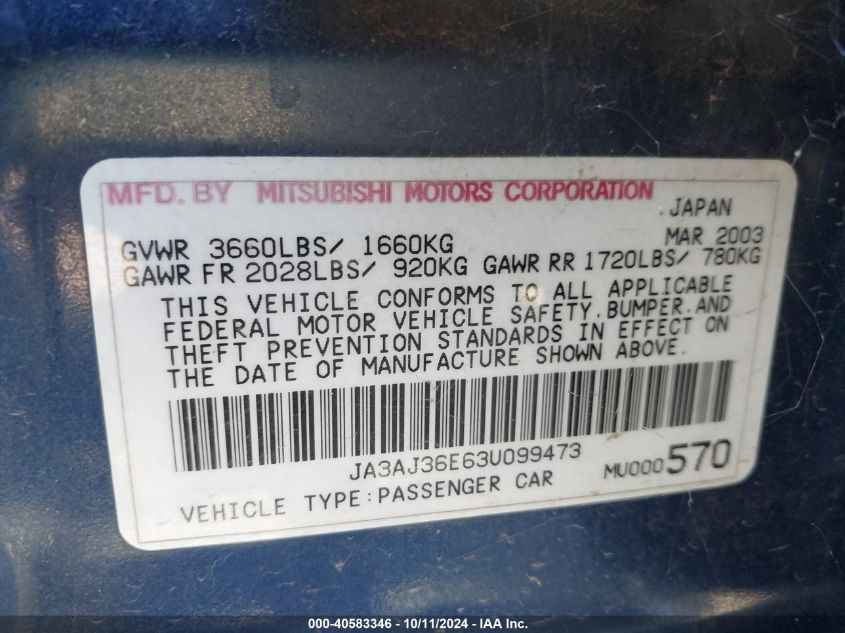 MFD. BY MITSUBISHI MOTORS CORPORATION
JAPAN
GVWR 3660LBS/ 1660KG MAR 2003
GAWR FR 2028LBS/ 920KG GAWR RR 1720LBS/ 780KG
THIS VEHICLE CONFORMS TO ALL APPLICABLE
FEDERAL MOTOR VEHICLE SAFETY, BUMPER, AND
THEFT PREVENTION STANDARDS IN EFFECT ON
THE DATE OF MANUFACTURE SHOWN ABOVE.
JA3AJ36E63U099473 MU000570
VEHICLE TYPE:PASSENGER CAR
000-40583346 - 10/11/2024 - IAA Inc.